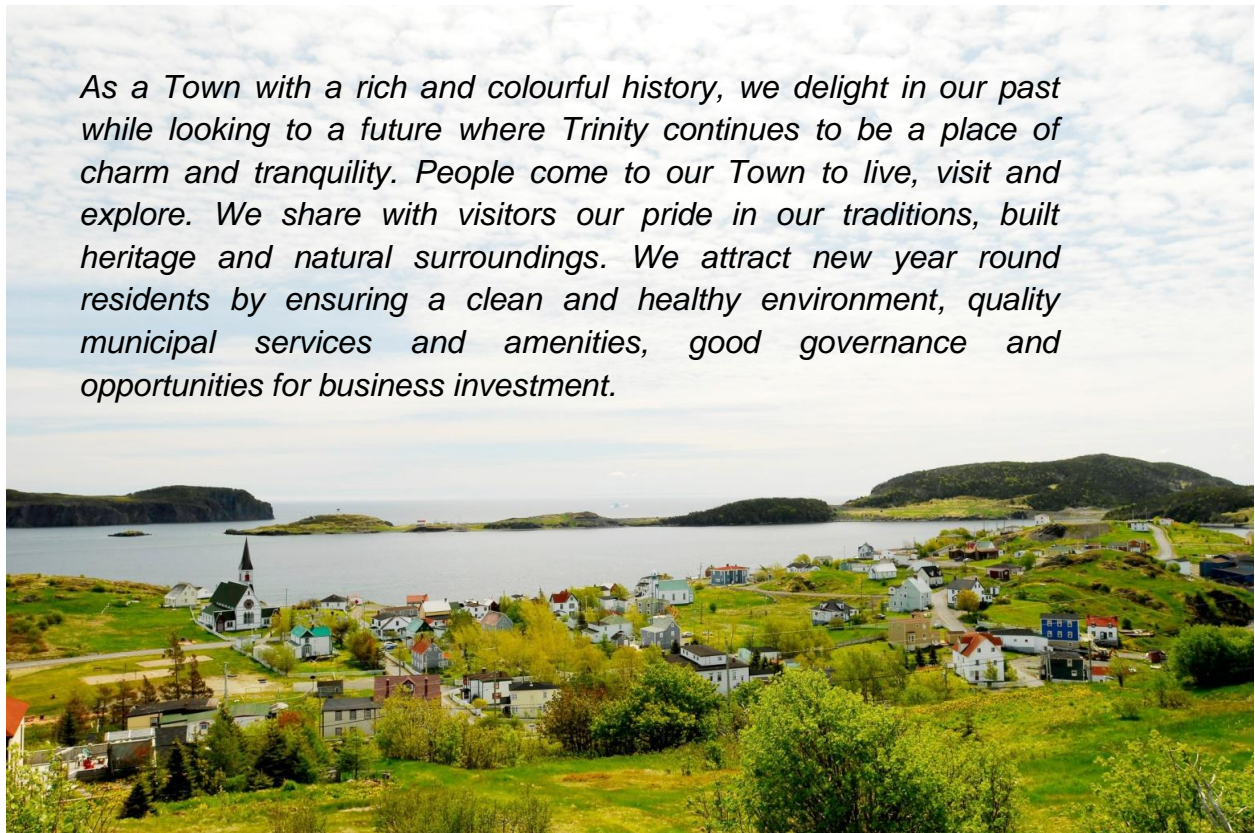 As a Town with a rich and colourful history, we delight in our past
while looking to a future where Trinity continues to be a place of
charm and tranquility. People come to our Town to live, visit and
explore. We share with visitors our pride in our traditions, built
heritage and natural surroundings. We attract new year round
residents by ensuring a clean and healthy environment, quality
municipal services and amenities, good governance and
opportunities for business investment.